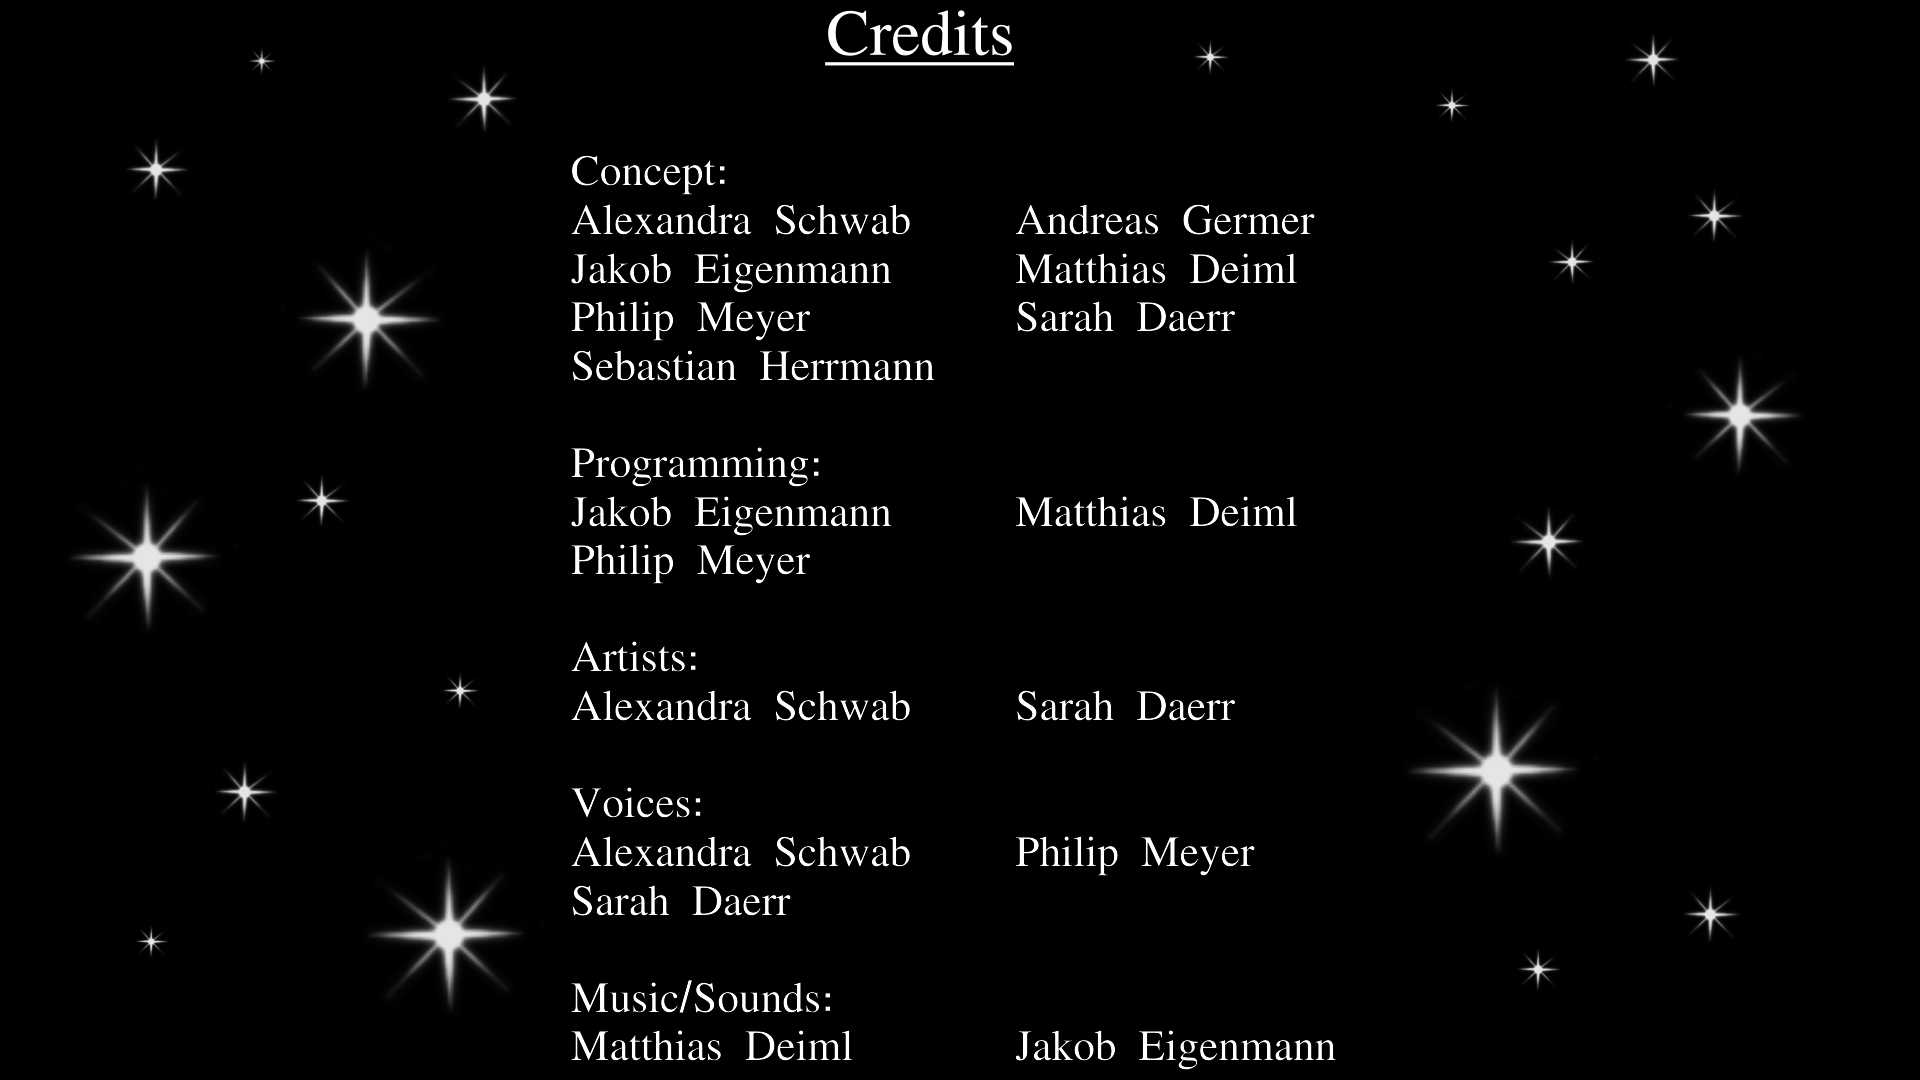 Credits
Concept:
Alexandra Schwab Andreas Germer
Jakob Eigenmann Matthias Deiml
Philip Meyer Sarah Daerr
Sebastian Herrmann
Programming:
Jakob Eigenmann Matthias Deiml
Philip Meyer
Artists:
Alexandra Schwab Sarah Daerr
Voices:
Alexandra Schwab Philip Meyer
Sarah Daerr
Music/Sounds:
Matthias Deiml Jakob Eigenmann